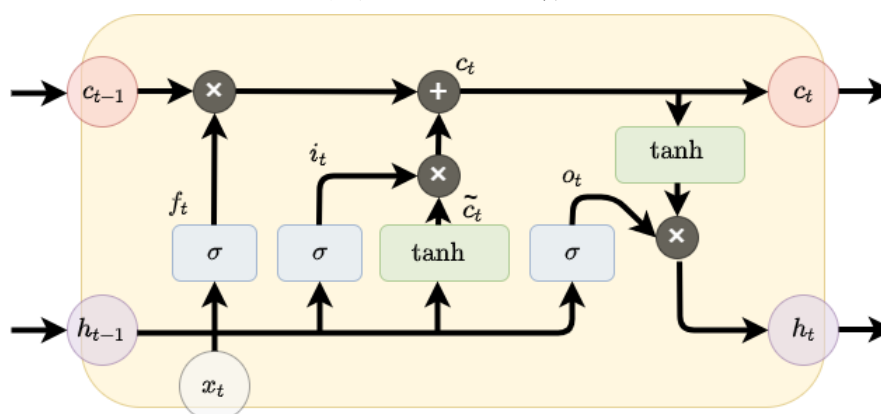 c_t
c_{t-1}
×
+
c_t
tanh
i_t
×
o_t
f_t
c̃_t
σ
σ
tanh
σ
×
h_{t-1}
h_t
x_t